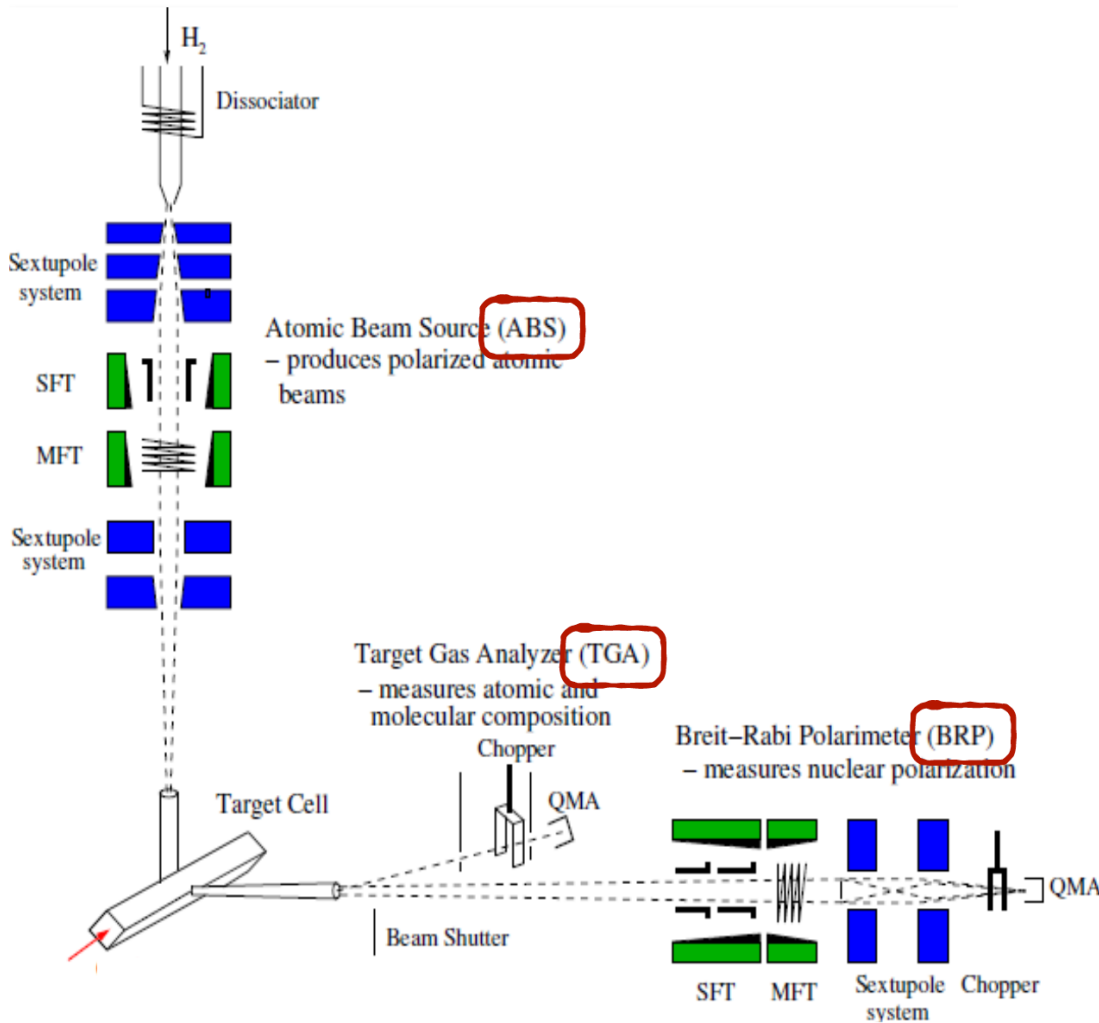 H2
Dissociator
Sextupole
system
Atomic Beam Source (ABS)
– produces polarized atomic
beams
SFT
MFT
Sextupole
system
Target Gas Analyzer (TGA)
– measures atomic and
molecular composition
Chopper
QMA
Breit–Rabi Polarimeter (BRP)
– measures nuclear polarization
Target Cell
QMA
Beam Shutter
SFT
MFT
Sextupole
system
Chopper